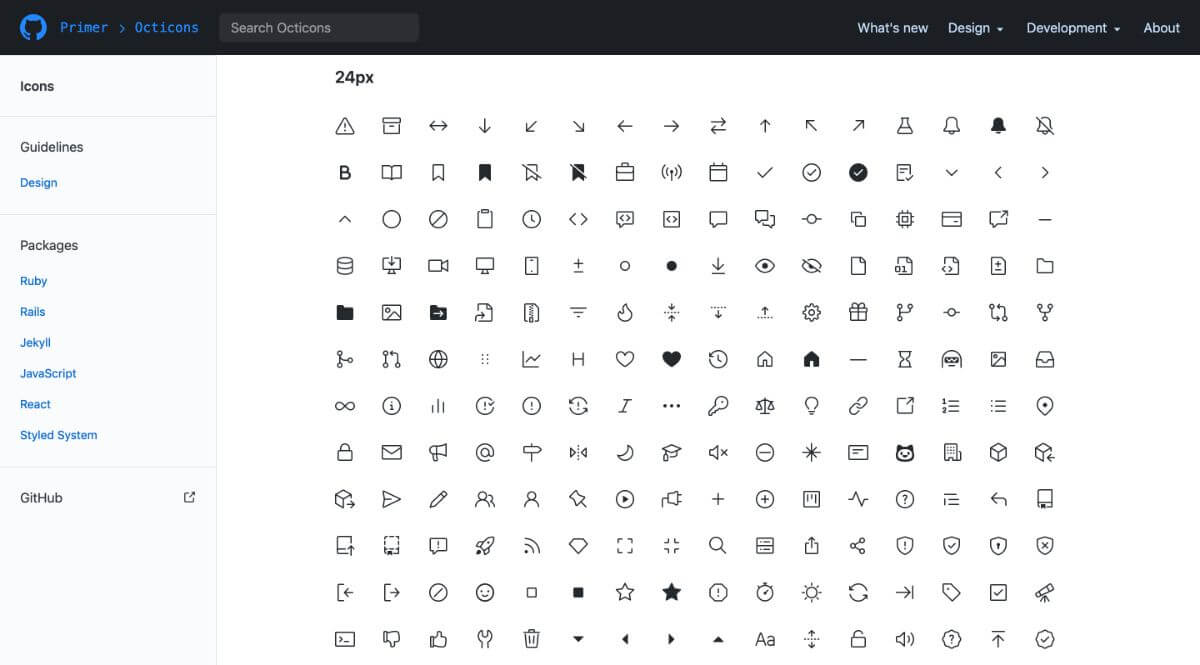 Primer > Octicons
Search Octicons
What's new
Design
Development
About
Icons
Guidelines
Design
Packages
Ruby
Rails
Jekyll
JavaScript
React
Styled System
GitHub
24px
Aa